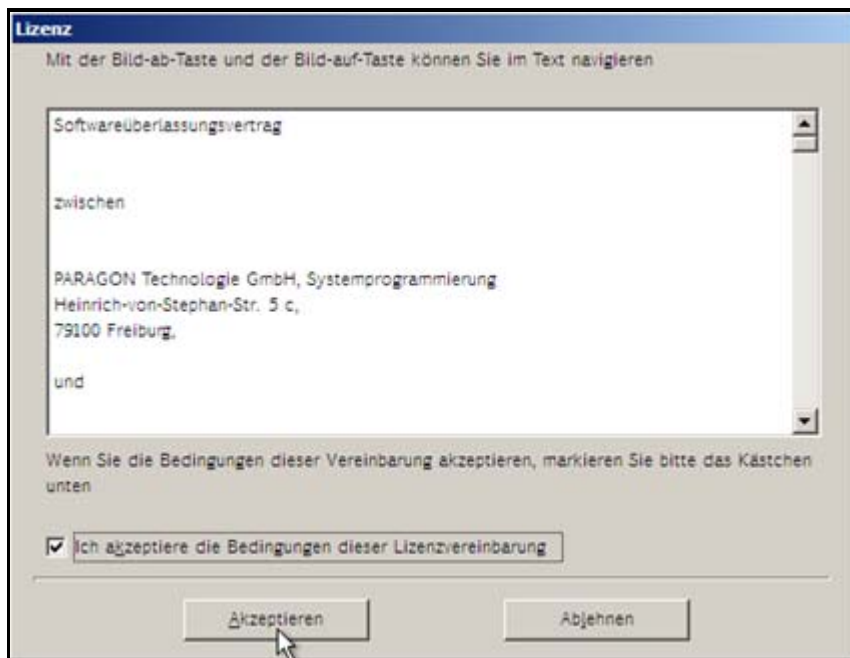 Lizenz
Mit der Bild-ab-Taste und der Bild-auf-Taste können Sie im Text navigieren
Softwareüberlassungsvertrag
zwischen
PARAGON Technologie GmbH, Systemprogrammierung
Heinrich-von-Stephan-Str. 5 c,
79100 Freiburg,
und
Wenn Sie die Bedingungen dieser Vereinbarung akzeptieren, markieren Sie bitte das Kästchen
unten
Ich akzeptiere die Bedingungen dieser Lizenzvereinbarung
Akzeptieren
Ablehnen